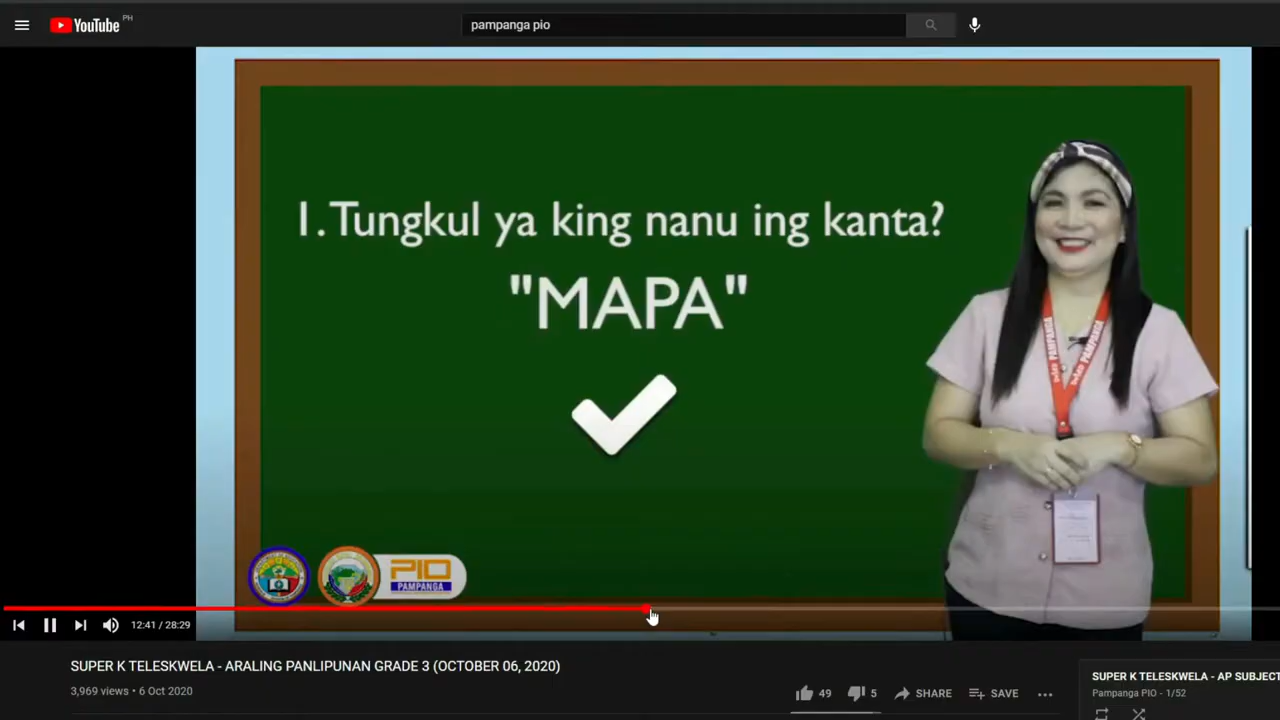 YouTube PH
pampanga pio
1. Tungkul ya king nanu ing kanta?
"MAPA"
PIO
PAMPANGA
PAMPANGA
12:41 / 28:29
SUPER K TELESKWELA - ARALING PANLIPUNAN GRADE 3 (OCTOBER 06, 2020)
3,969 views • 6 Oct 2020
49
5
SHARE
SAVE
SUPER K TELESKWELA - AP SUBJECT
Pampanga PIO - 1/52